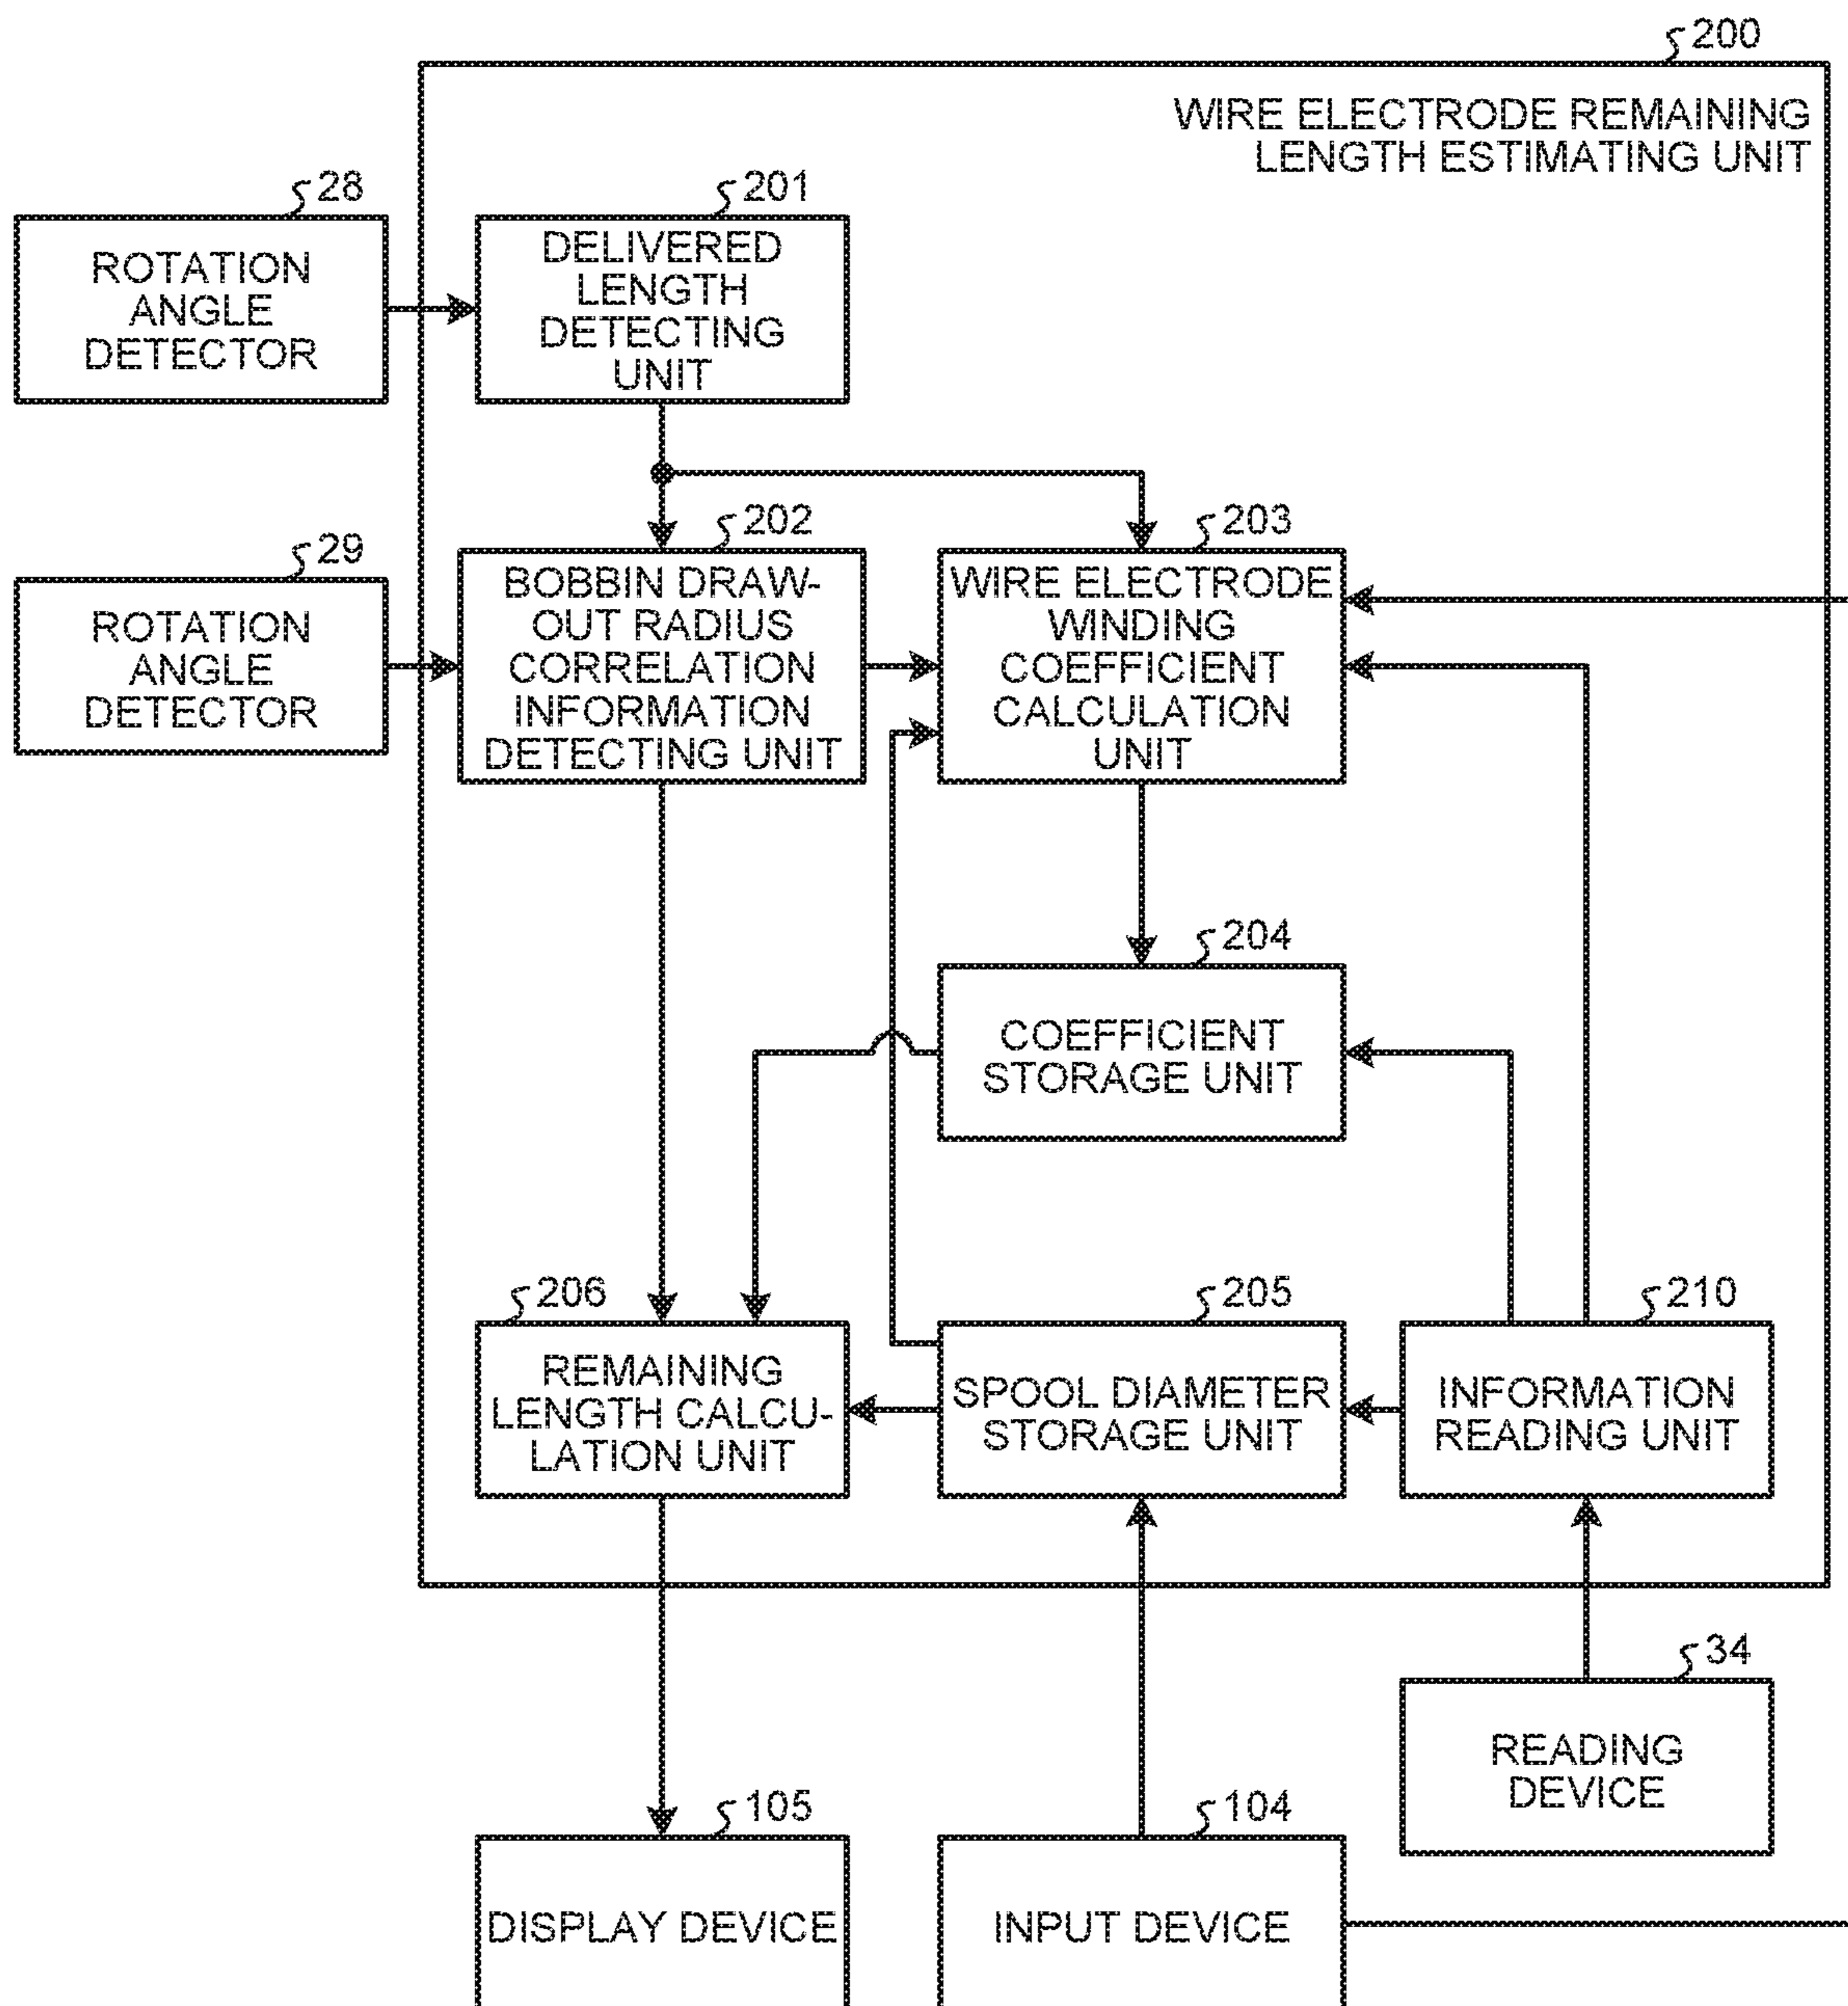 200
WIRE ELECTRODE REMAINING
LENGTH ESTIMATING UNIT
28
ROTATION
ANGLE
DETECTOR
201
DELIVERED
LENGTH
DETECTING
UNIT
29
ROTATION
ANGLE
DETECTOR
202
BOBBIN DRAW-
OUT RADIUS
CORRELATION
INFORMATION
DETECTING UNIT
203
WIRE ELECTRODE
WINDING
COEFFICIENT
CALCULATION
UNIT
204
COEFFICIENT
STORAGE UNIT
206
REMAINING
LENGTH CALCU-
LATION UNIT
205
SPOOL DIAMETER
STORAGE UNIT
210
INFORMATION
READING UNIT
34
READING
DEVICE
105
DISPLAY DEVICE
104
INPUT DEVICE